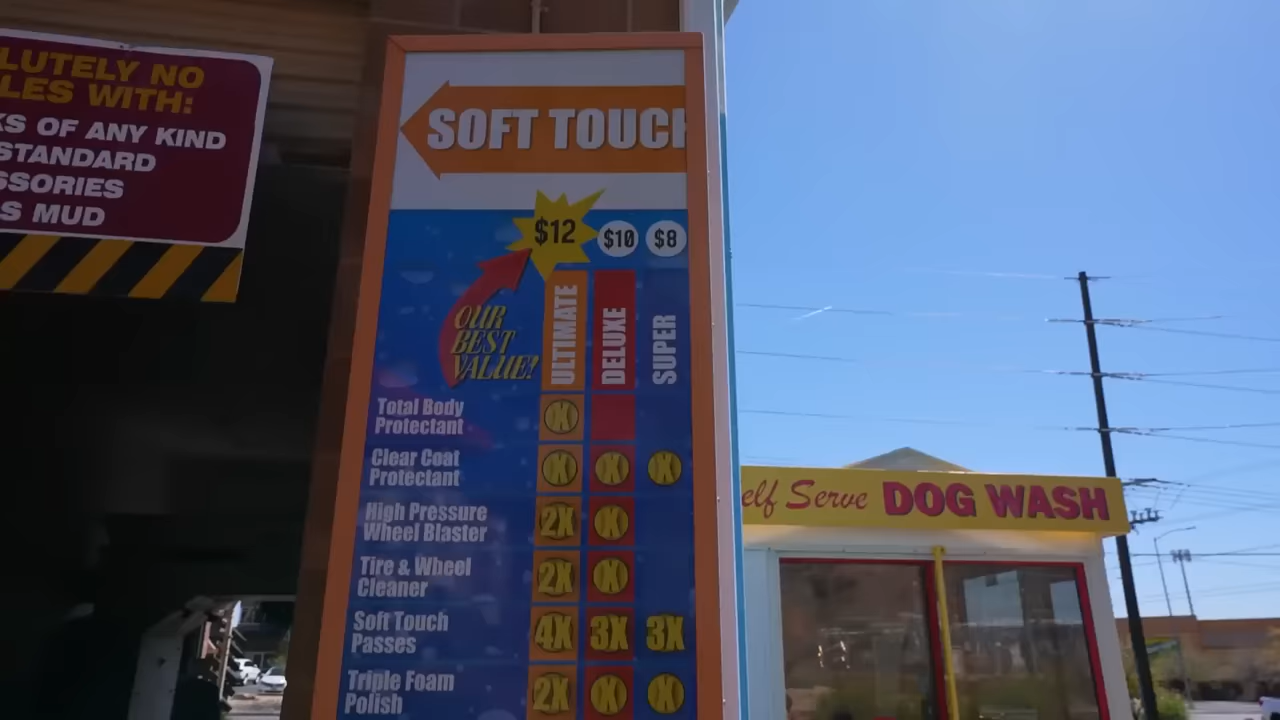 LUTELY NO
LES WITH:
KS OF ANY KIND
STANDARD
SSORIES
S MUD
SOFT TOUCH
$12 $10 $8
OUR
BEST
VALUE!
ULTIMATE DELUXE SUPER
Total Body
Protectant X
Clear Coat
Protectant X X X
High Pressure
Wheel Blaster 2X X
Tire & Wheel
Cleaner 2X X
Soft Touch
Passes 4X 3X 3X
Triple Foam
Polish 2X X X
elf Serve DOG WASH